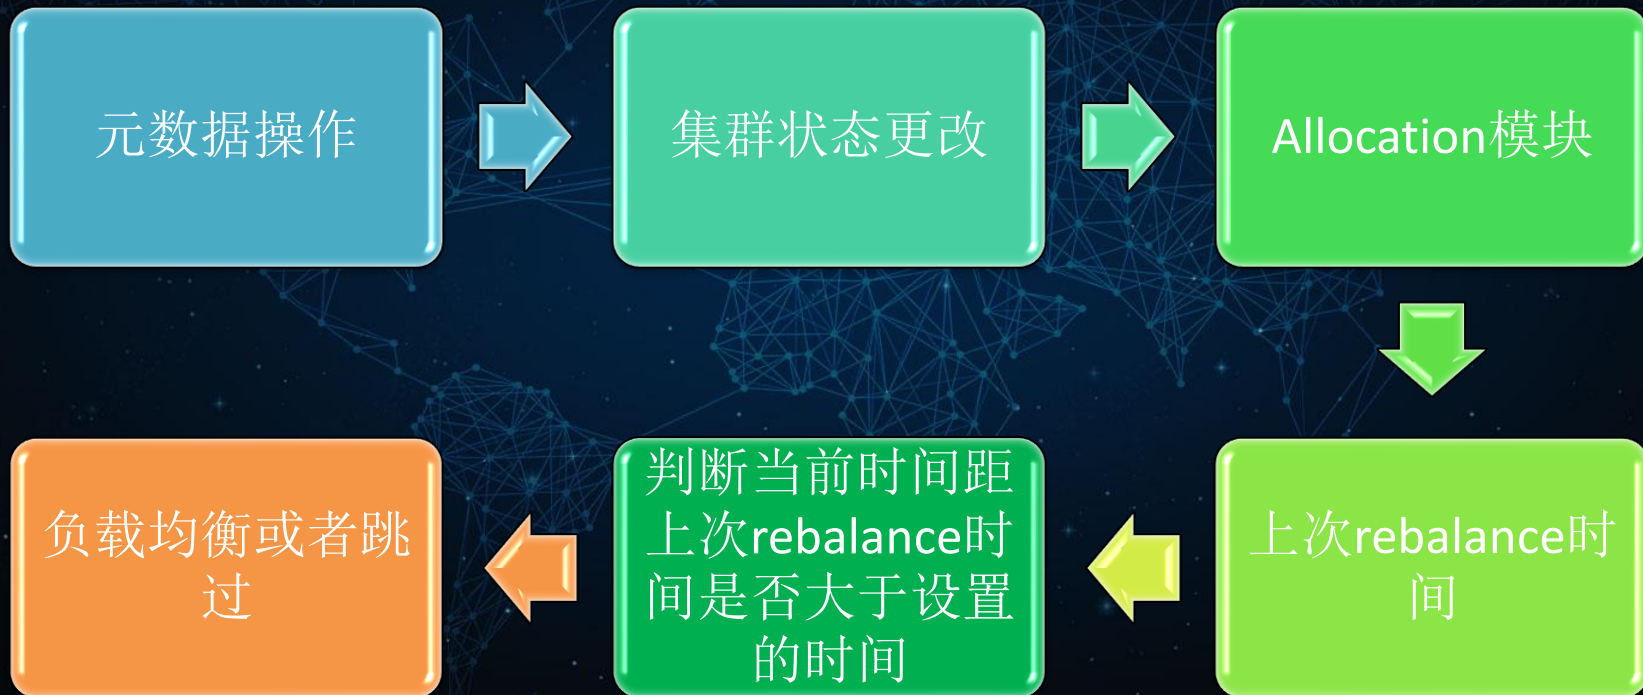 元数据操作
集群状态更改
Allocation模块
上次rebalance时
间
判断当前时间距
上次rebalance时
间是否大于设置
的时间
负载均衡或者跳
过